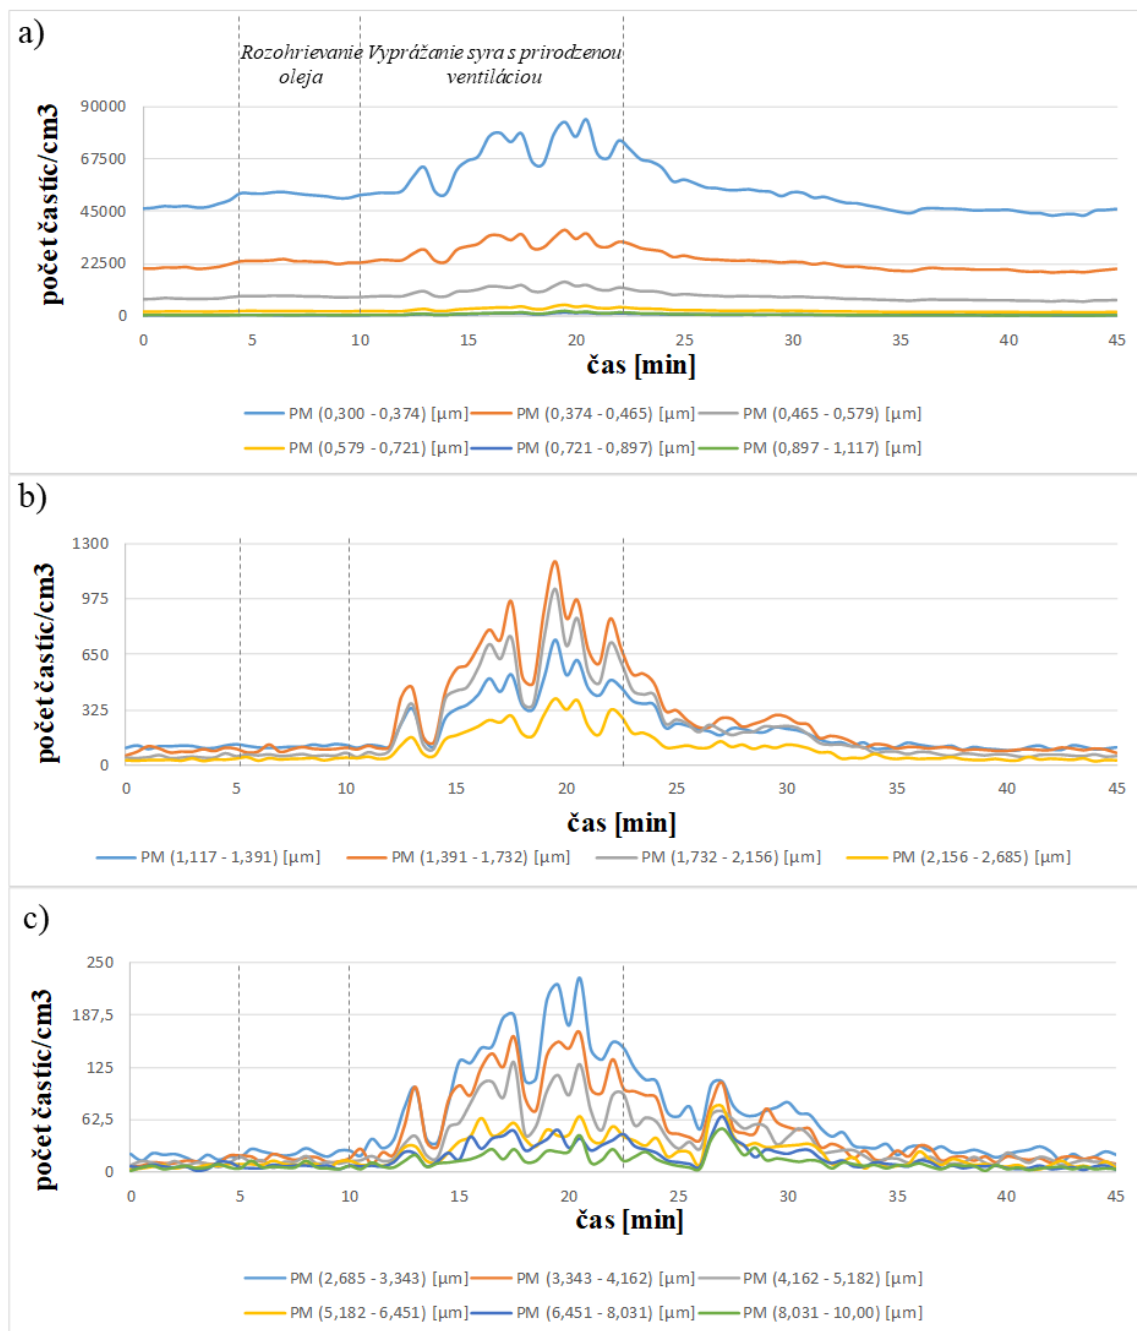 a)
Rozohrievanie Vyprážanie syra s prirodzenou
oleja ventiláciou
počet častíc/cm3
90000
67500
45000
22500
0
0 5 10 15 20 25 30 35 40 45
čas [min]
PM (0,300 - 0,374) [µm] PM (0,374 - 0,465) [µm] PM (0,465 - 0,579) [µm]
PM (0,579 - 0,721) [µm] PM (0,721 - 0,897) [µm] PM (0,897 - 1,117) [µm]
b)
počet častíc/cm3
1300
975
650
325
0
0 5 10 15 20 25 30 35 40 45
čas [min]
PM (1,117 - 1,391) [µm] PM (1,391 - 1,732) [µm] PM (1,732 - 2,156) [µm] PM (2,156 - 2,685) [µm]
c)
počet častíc/cm3
250
187,5
125
62,5
0
0 5 10 15 20 25 30 35 40 45
čas [min]
PM (2,685 - 3,343) [µm] PM (3,343 - 4,162) [µm] PM (4,162 - 5,182) [µm]
PM (5,182 - 6,451) [µm] PM (6,451 - 8,031) [µm] PM (8,031 - 10,00) [µm]